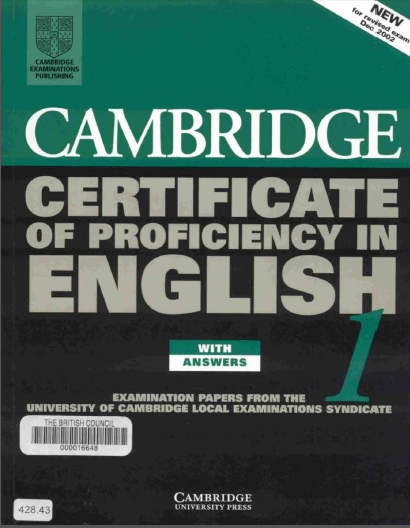 NEW
for revised exam
Dec 2002
CAMBRIDGE
EXAMINATIONS
PUBLISHING
CAMBRIDGE
CERTIFICATE
OF PROFICIENCY IN
ENGLISH
1
WITH
ANSWERS
EXAMINATION PAPERS FROM THE
UNIVERSITY OF CAMBRIDGE LOCAL EXAMINATIONS SYNDICATE
THE BRITISH COUNCIL
000016648
428.43
CAMBRIDGE
UNIVERSITY PRESS